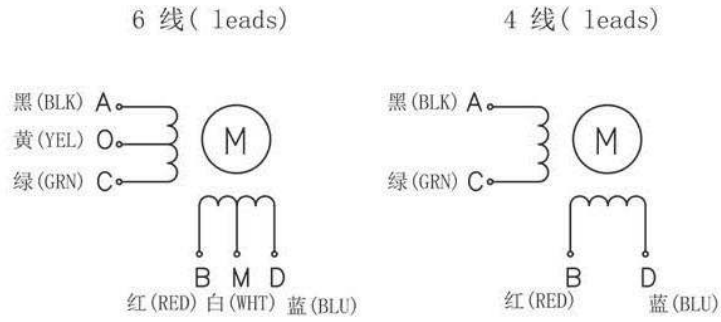 6 线( leads)
4 线( leads)
黑(BLK) A
黄(YEL) O
绿(GRN) C
M
B M D
红(RED) 白(WHT) 蓝(BLU)
黑(BLK) A
绿(GRN) C
M
B D
红(RED) 蓝(BLU)